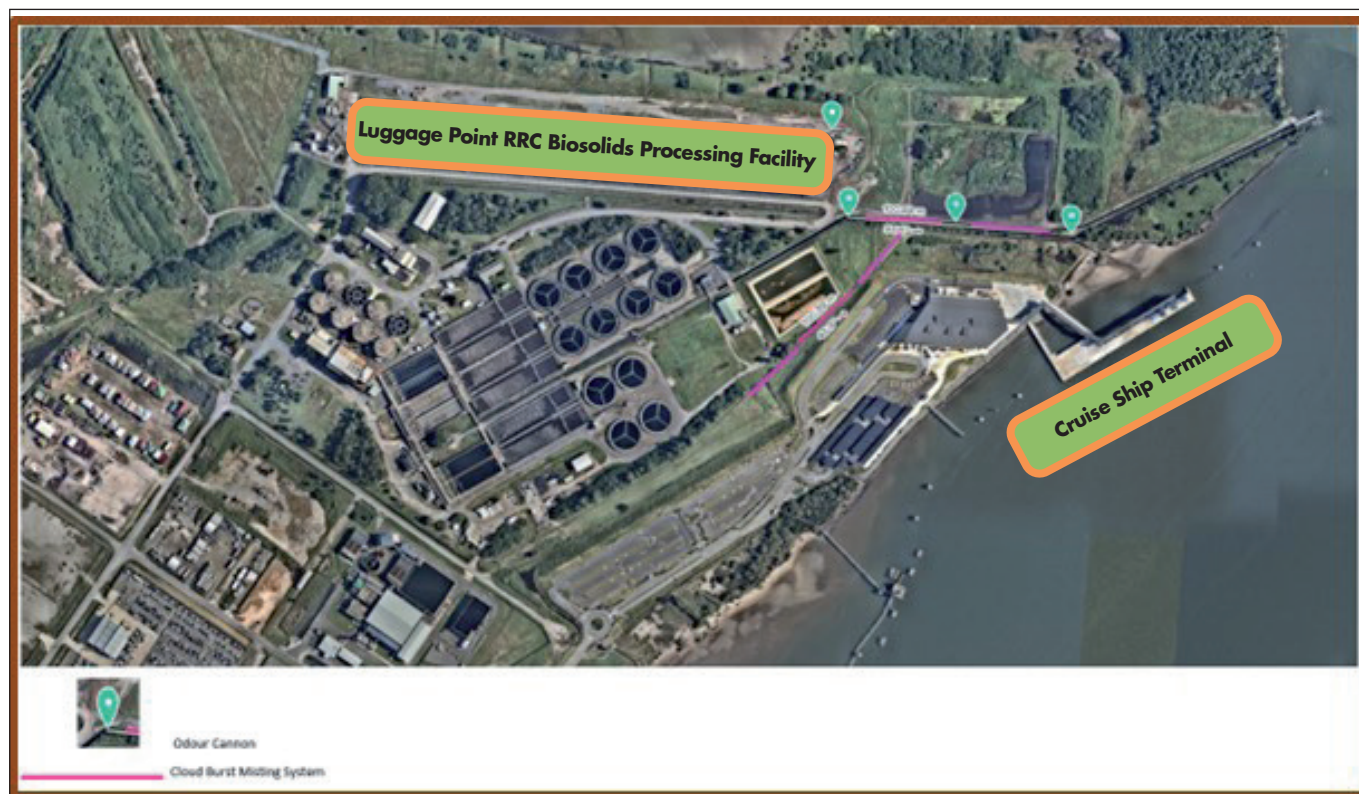 Luggage Point RRC Biosolids Processing Facility
Cruise Ship Terminal
Odour Cannon
Cloud Burst Misting System